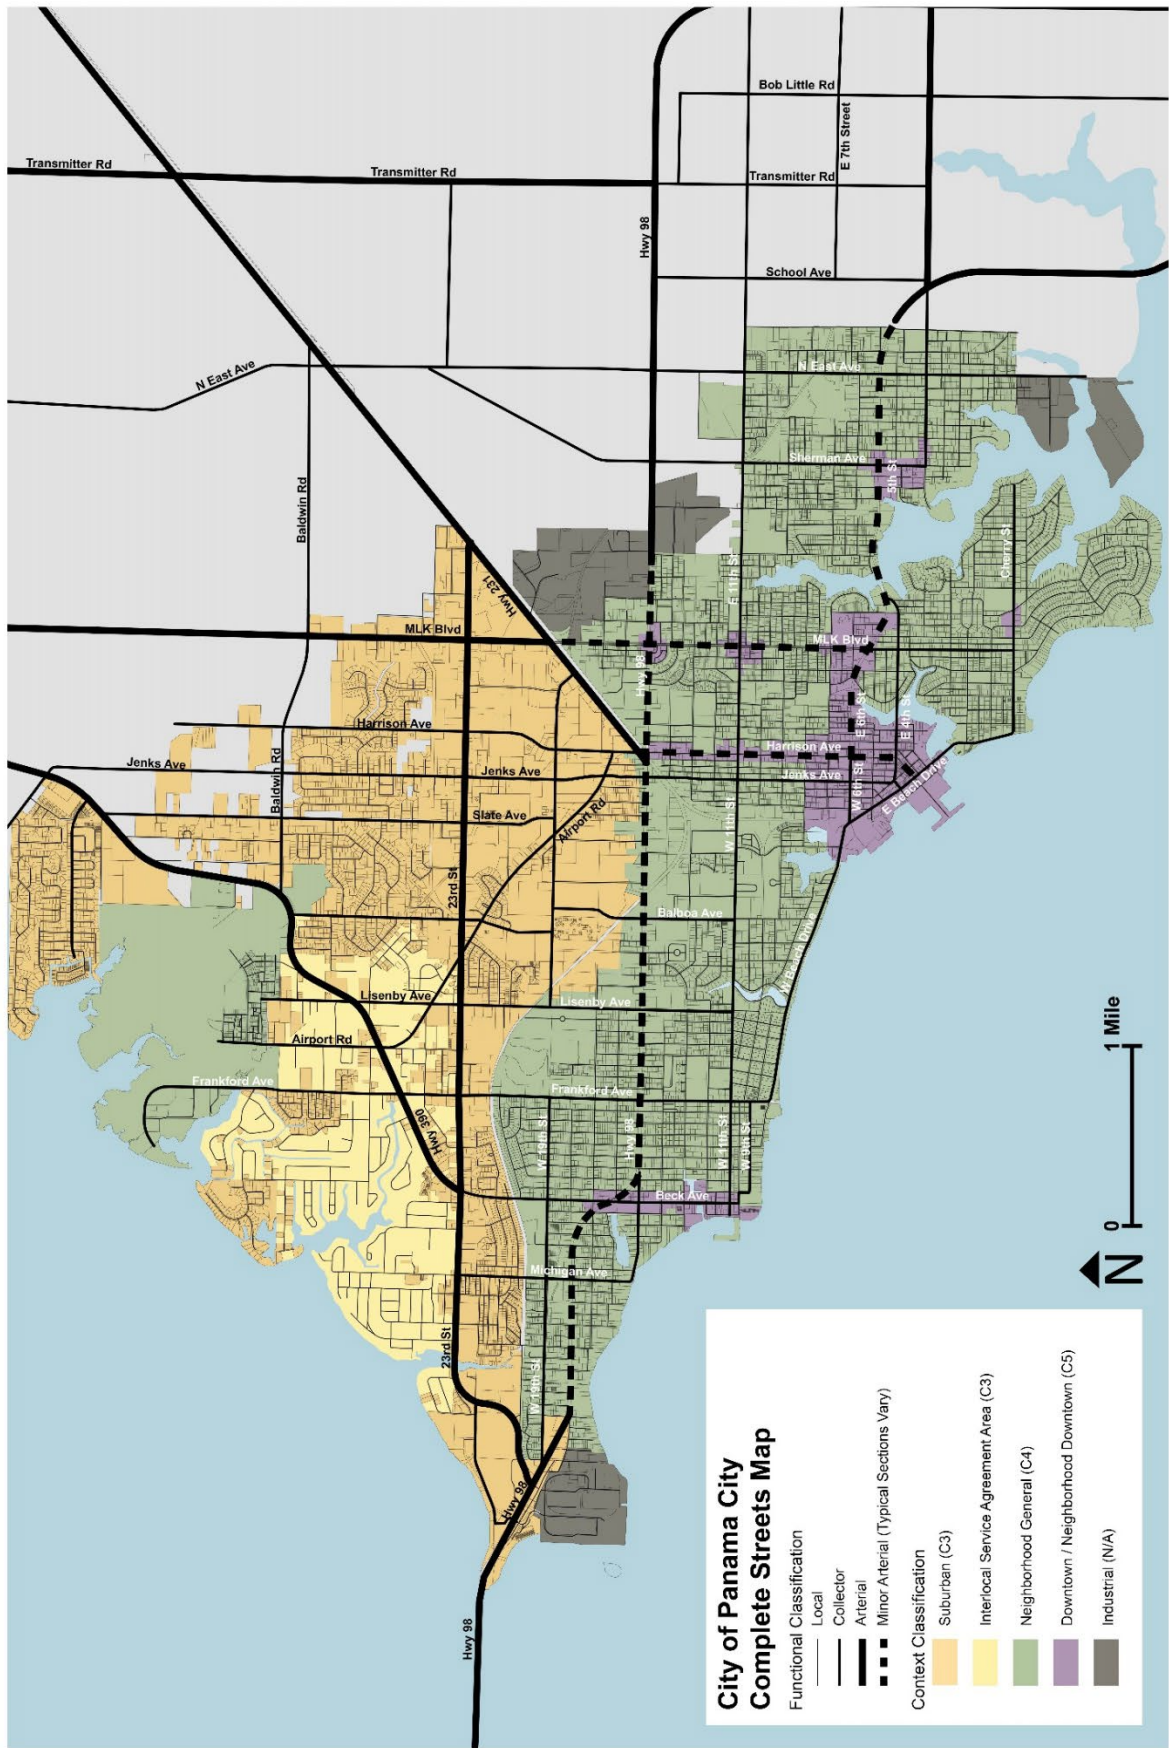 City of Panama City
Complete Streets Map
Functional Classification
Local
Collector
Arterial
Minor Arterial (Typical Sections Vary)
Context Classification
Suburban (C3)
Interlocal Service Agreement Area (C3)
Neighborhood General (C4)
Downtown / Neighborhood Downtown (C5)
Industrial (N/A)
N
0
1 Mile
Bob Little Rd
E 7th Street
Transmitter Rd
Transmitter Rd
Transmitter Rd
Hwy 98
School Ave
N East Ave
N East Ave
Sherman Ave
5th St
Baldwin Rd
Hwy 231
E 11th St
Cherry St
MLK Blvd
MLK Blvd
Hwy 98
Harrison Ave
Harrison Ave
E 6th St
E 4th St
Jenks Ave
Jenks Ave
Jenks Ave
Baldwin Rd
W 6th St
E Beach Drive
Slate Ave
Airport Rd
W 11th St
23rd St
Balboa Ave
W Beach Drive
Lisenby Ave
Lisenby Ave
Airport Rd
Frankford Ave
Frankford Ave
Hwy 390
W 19th St
Hwy 98
W 11th St
W 9th St
Beck Ave
Michigan Ave
23rd St
W 19th St
Hwy 98
Hwy 98